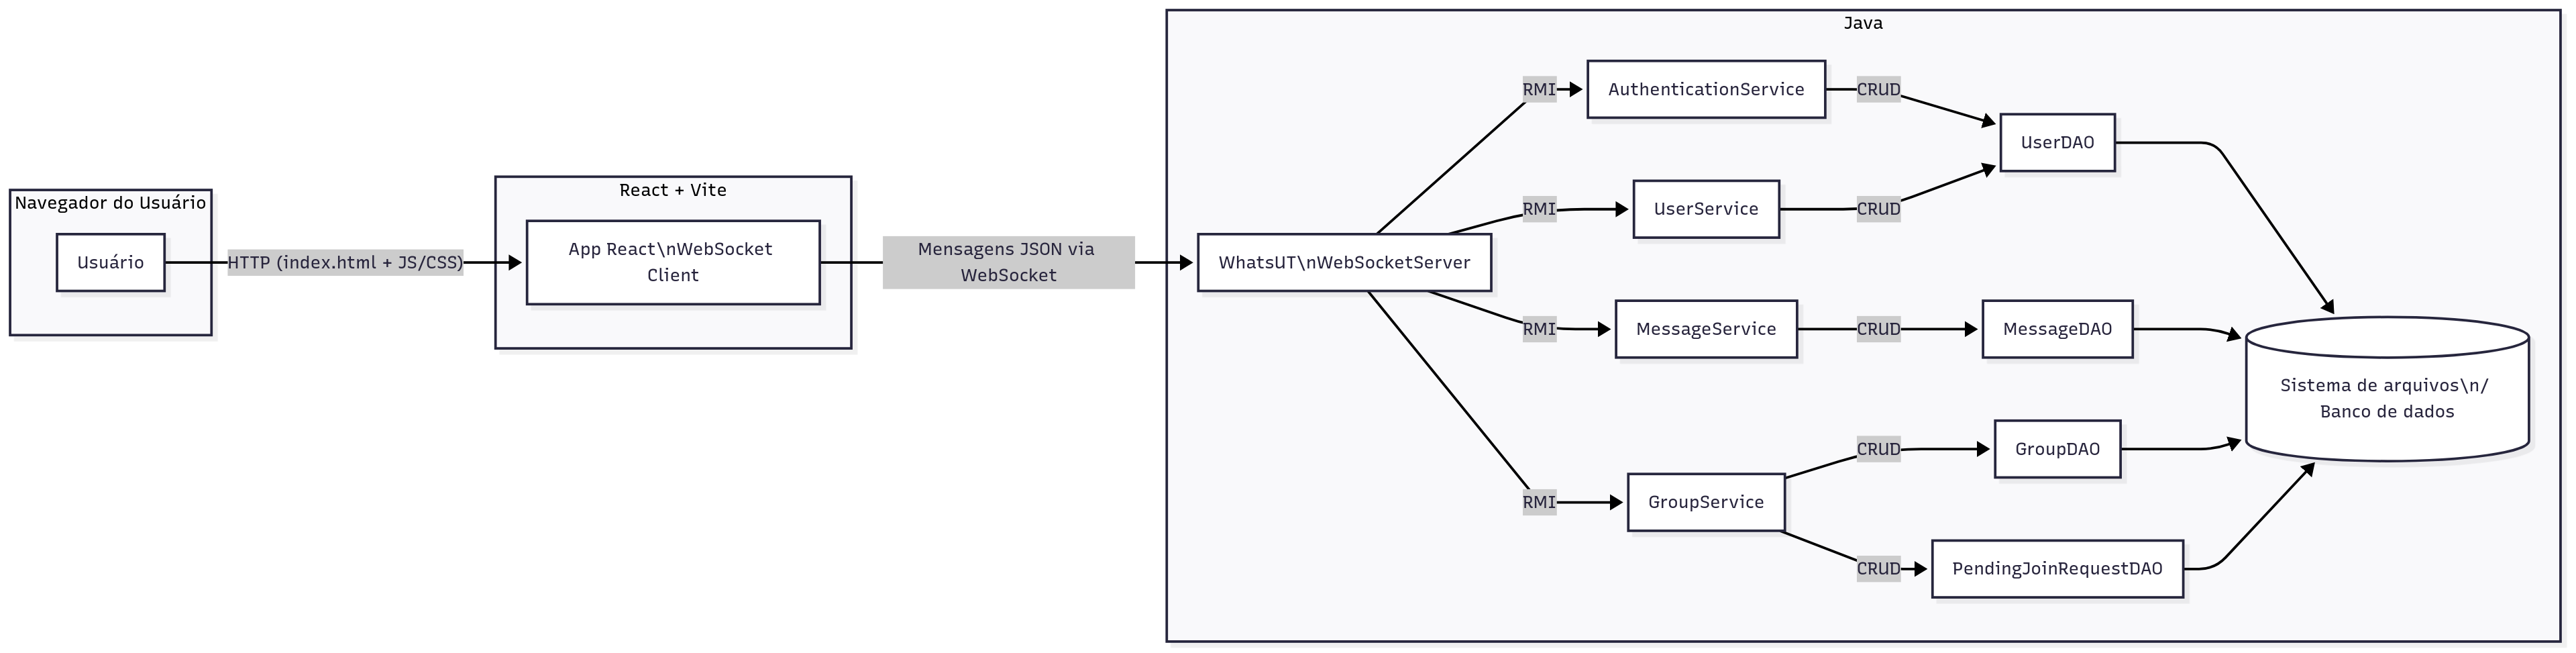 Navegador do Usuário
Usuário
HTTP (index.html + JS/CSS)
React + Vite
App React\nWebSocket
Client
Mensagens JSON via
WebSocket
Java
WhatsUT\nWebSocketServer
RMI
AuthenticationService
CRUD
UserDAO
RMI
UserService
CRUD
RMI
MessageService
CRUD
MessageDAO
RMI
GroupService
CRUD
GroupDAO
CRUD
PendingJoinRequestDAO
Sistema de arquivos\n/
Banco de dados